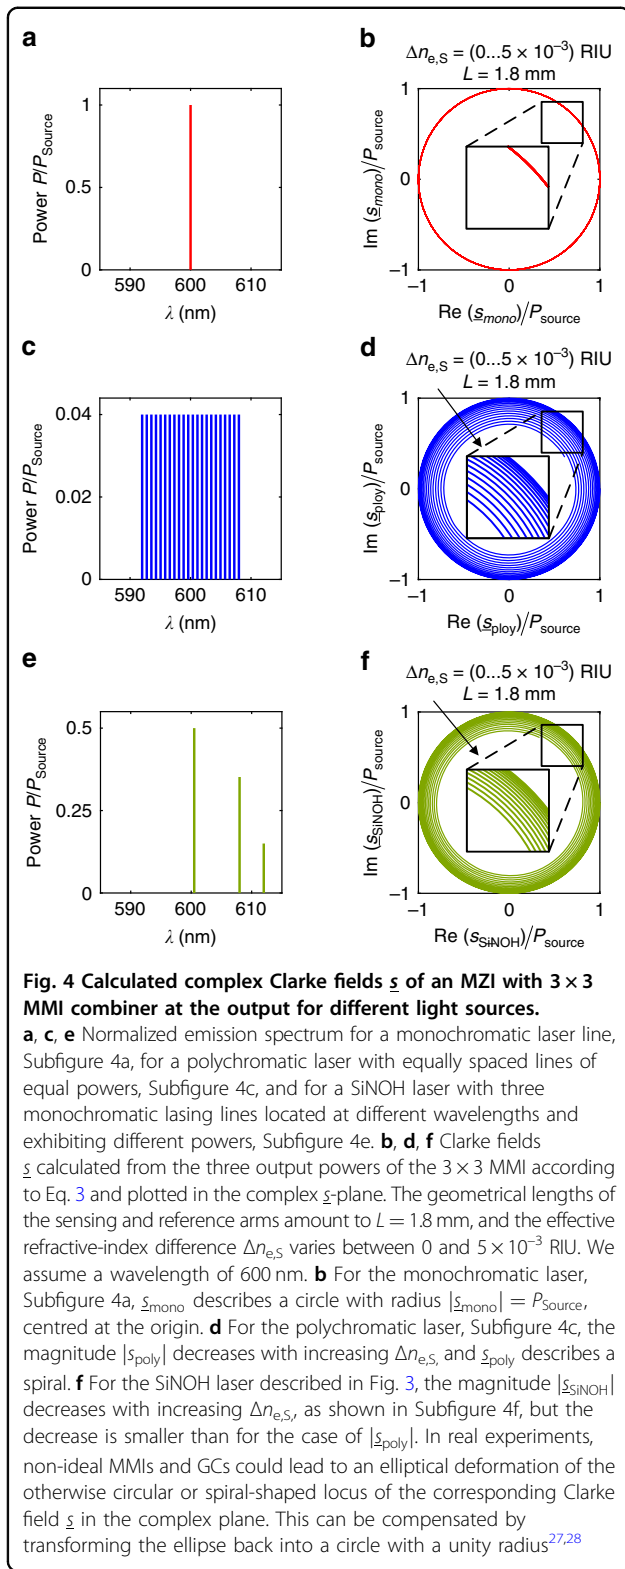 a
Power P/P_Source
1
0.5
0
590 600 610
λ (nm)
b
Δn_e,S = (0...5 × 10⁻³) RIU
L = 1.8 mm
Im (s_mono)/P_source
1
0
−1
−1 0 1
Re (s_mono)/P_source
c
Power P/P_Source
0.04
0.02
0
590 600 610
λ (nm)
d
Δn_e,S = (0...5 × 10⁻³) RIU
L = 1.8 mm
Im (s_ploy)/P_source
1
0
−1
−1 0 1
Re (s_ploy)/P_source
e
Power P/P_Source
0.5
0.25
0
590 600 610
λ (nm)
f
Δn_e,S = (0...5 × 10⁻³) RIU
L = 1.8 mm
Im (s_SiNOH)/P_source
1
0
−1
−1 0 1
Re (s_SiNOH)/P_source
Fig. 4 Calculated complex Clarke fields s of an MZI with 3 × 3
MMI combiner at the output for different light sources.
a, c, e Normalized emission spectrum for a monochromatic laser line,
Subfigure 4a, for a polychromatic laser with equally spaced lines of
equal powers, Subfigure 4c, and for a SiNOH laser with three
monochromatic lasing lines located at different wavelengths and
exhibiting different powers, Subfigure 4e. b, d, f Clarke fields
s calculated from the three output powers of the 3 × 3 MMI according
to Eq. 3 and plotted in the complex s-plane. The geometrical lengths of
the sensing and reference arms amount to L = 1.8 mm, and the effective
refractive-index difference Δn_e,S varies between 0 and 5 × 10⁻³ RIU. We
assume a wavelength of 600 nm. b For the monochromatic laser,
Subfigure 4a, s_mono describes a circle with radius |s_mono| = P_Source,
centred at the origin. d For the polychromatic laser, Subfigure 4c, the
magnitude |s_poly| decreases with increasing Δn_e,S, and s_poly describes a
spiral. f For the SiNOH laser described in Fig. 3, the magnitude |s_SiNOH|
decreases with increasing Δn_e,S,, as shown in Subfigure 4f, but the
decrease is smaller than for the case of |s_poly|. In real experiments,
non-ideal MMIs and GCs could lead to an elliptical deformation of the
otherwise circular or spiral-shaped locus of the corresponding Clarke
field s in the complex plane. This can be compensated by
transforming the ellipse back into a circle with a unity radius²⁷,²⁸